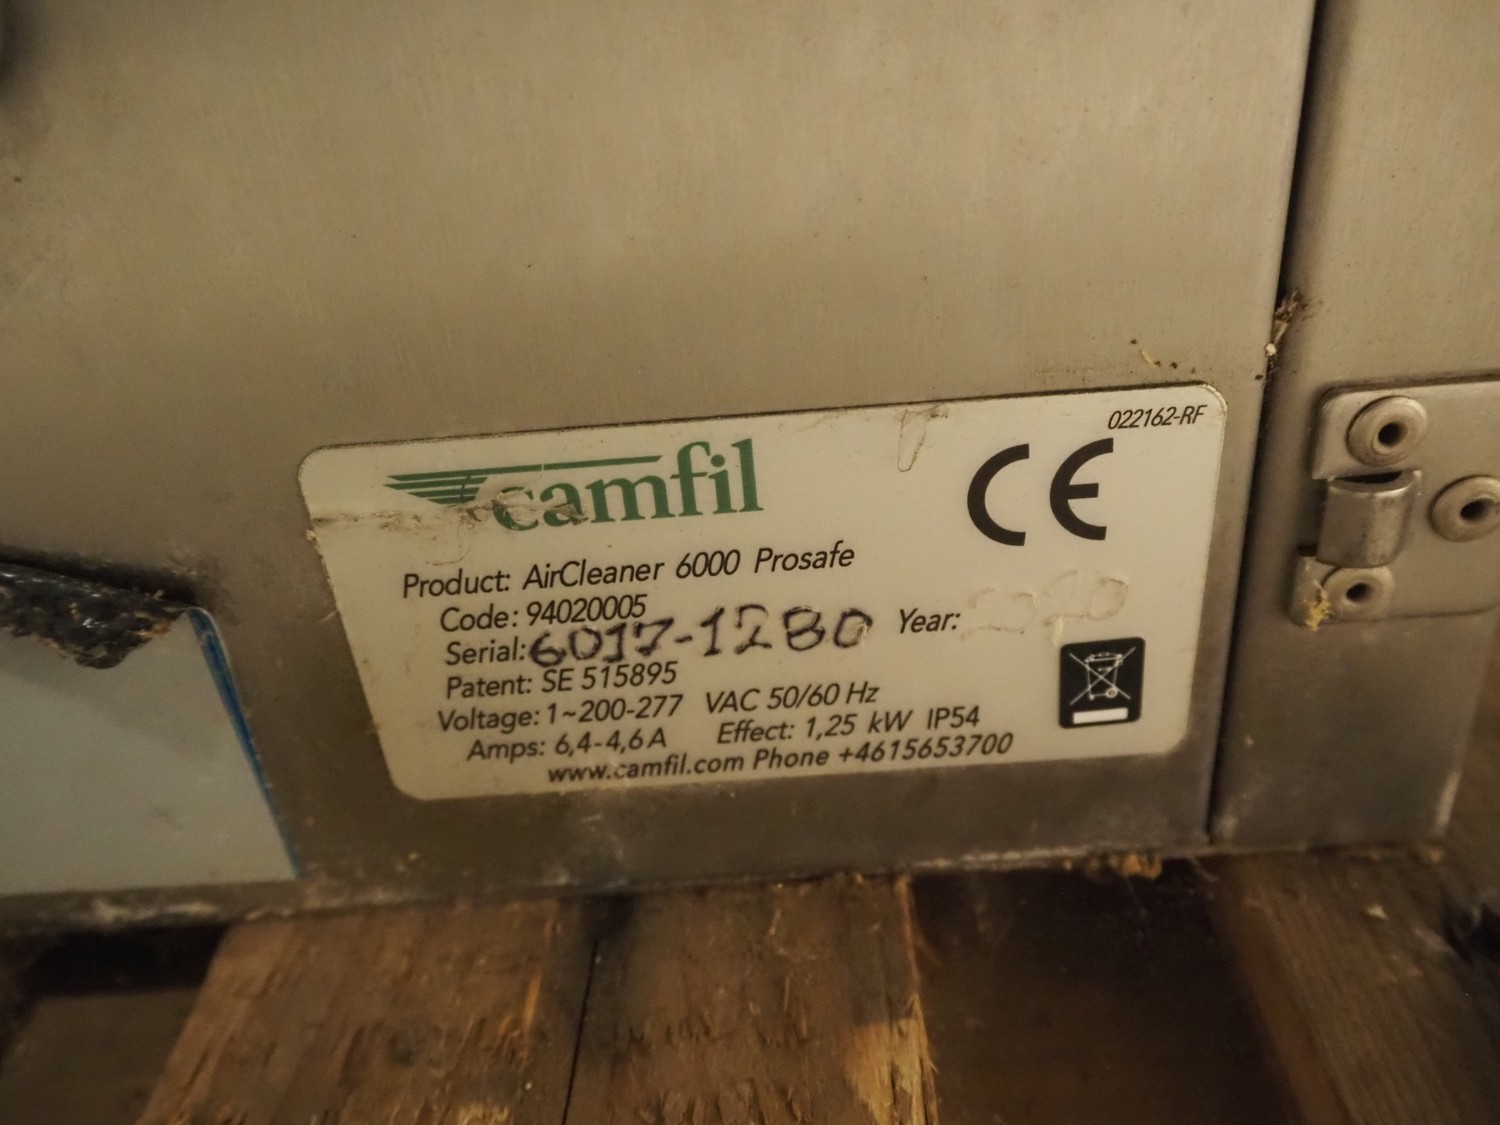 022162-RF
camfil
CE
Product: AirCleaner 6000 Prosafe
Code: 94020005
Serial: 6017-1280 Year:
Patent: SE 515895
Voltage: 1~200-277 VAC 50/60 Hz
Amps: 6,4-4,6A Effect: 1,25 kW IP54
www.camfil.com Phone +4615653700